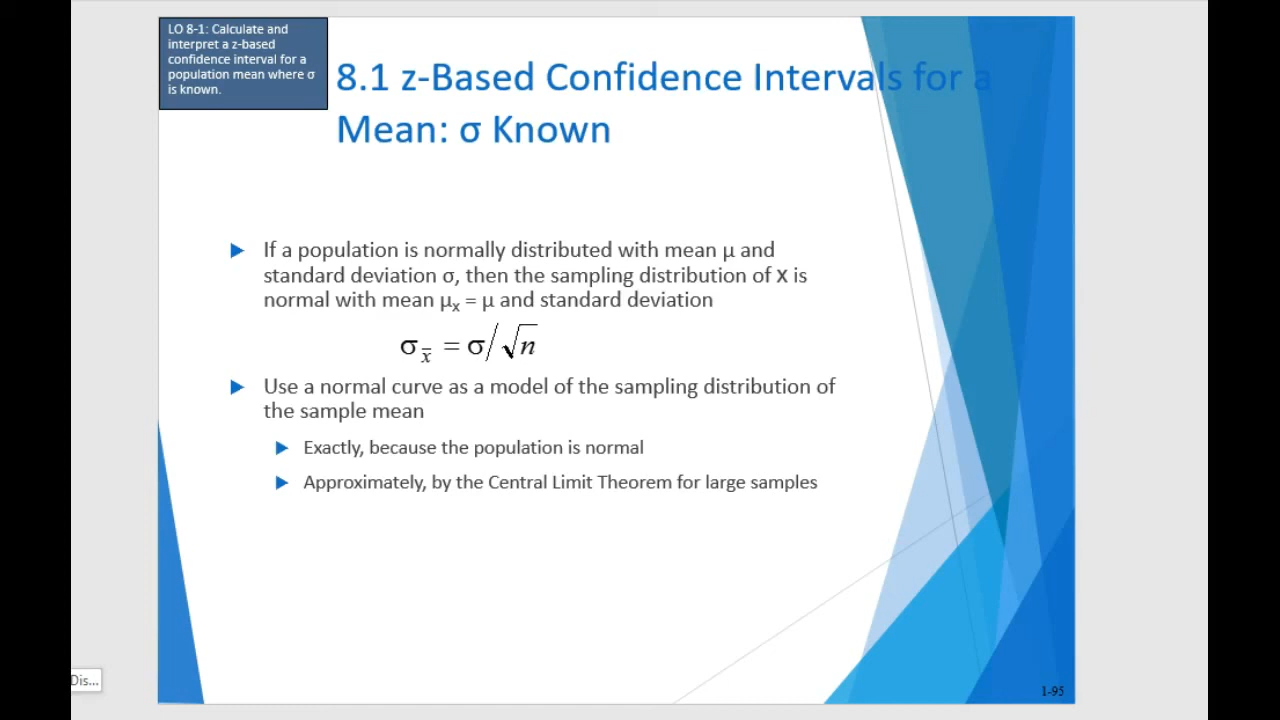 LO 8-1: Calculate and
interpret a z-based
confidence interval for a
population mean where σ
is known.
8.1 z-Based Confidence Intervals for a
Mean: σ Known
If a population is normally distributed with mean μ and
standard deviation σ, then the sampling distribution of x is
normal with mean μₓ = μ and standard deviation
σ_x̄ = σ/√n
Use a normal curve as a model of the sampling distribution of
the sample mean
Exactly, because the population is normal
Approximately, by the Central Limit Theorem for large samples
Dis...
1-95